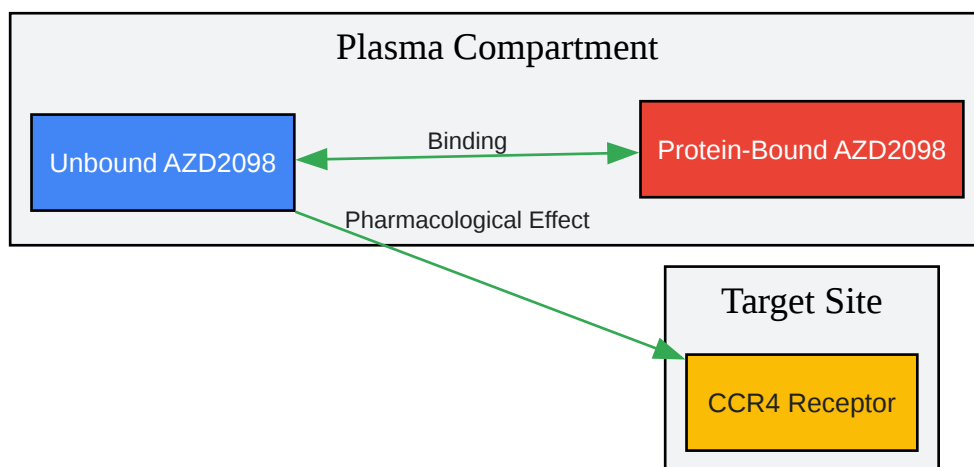 Plasma Compartment
Unbound AZD2098
Binding
Protein-Bound AZD2098
Pharmacological Effect
Target Site
CCR4 Receptor